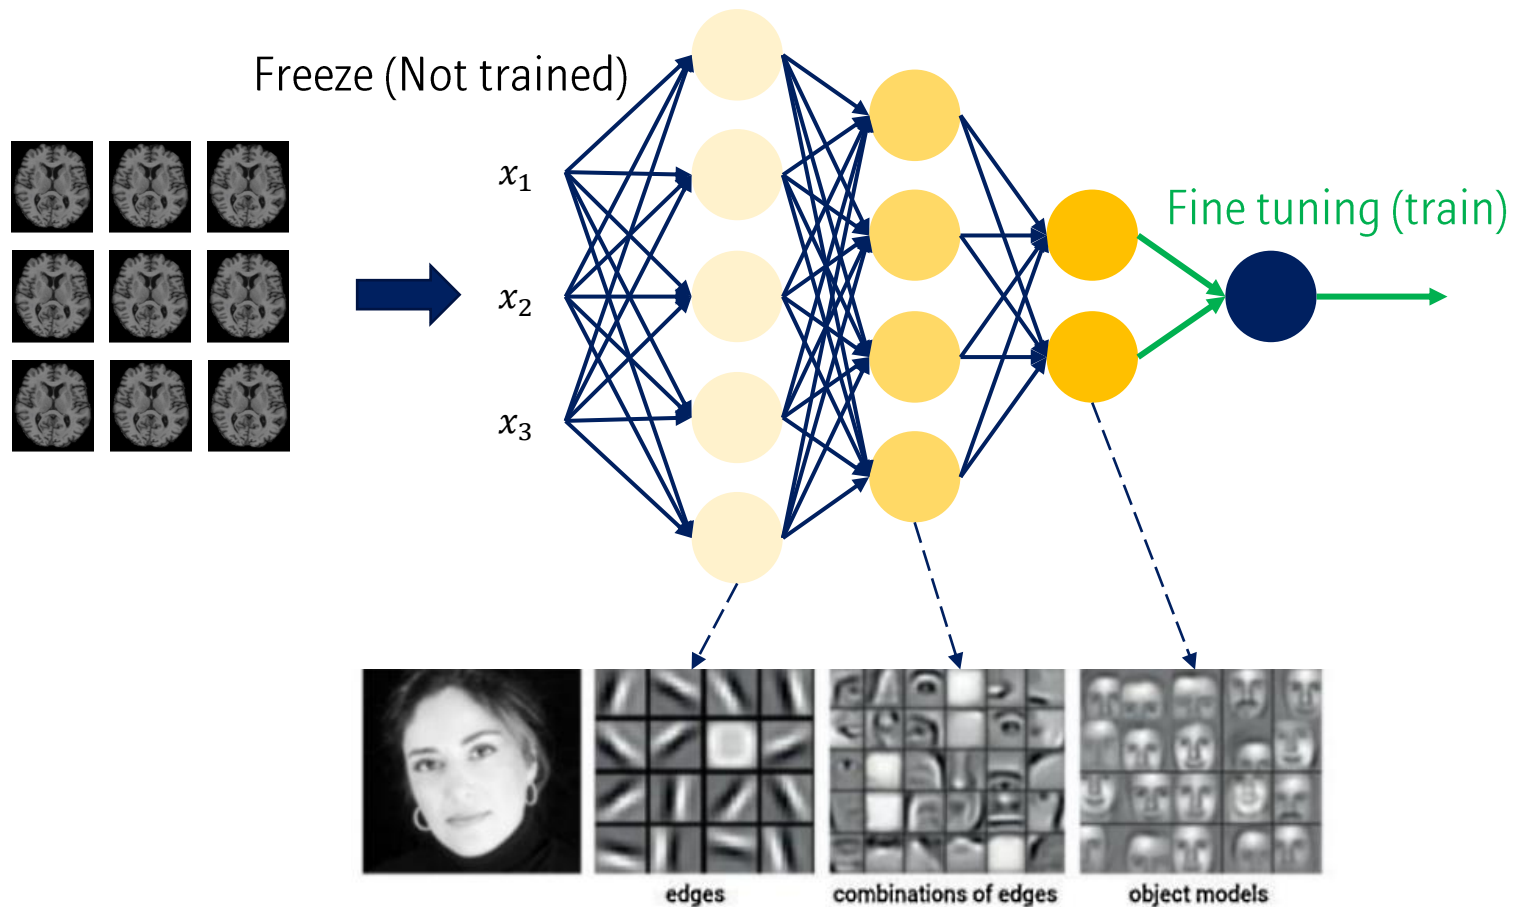 Freeze (Not trained)
x₁
Fine tuning (train)
x₂
x₃
edges
combinations of edges
object models